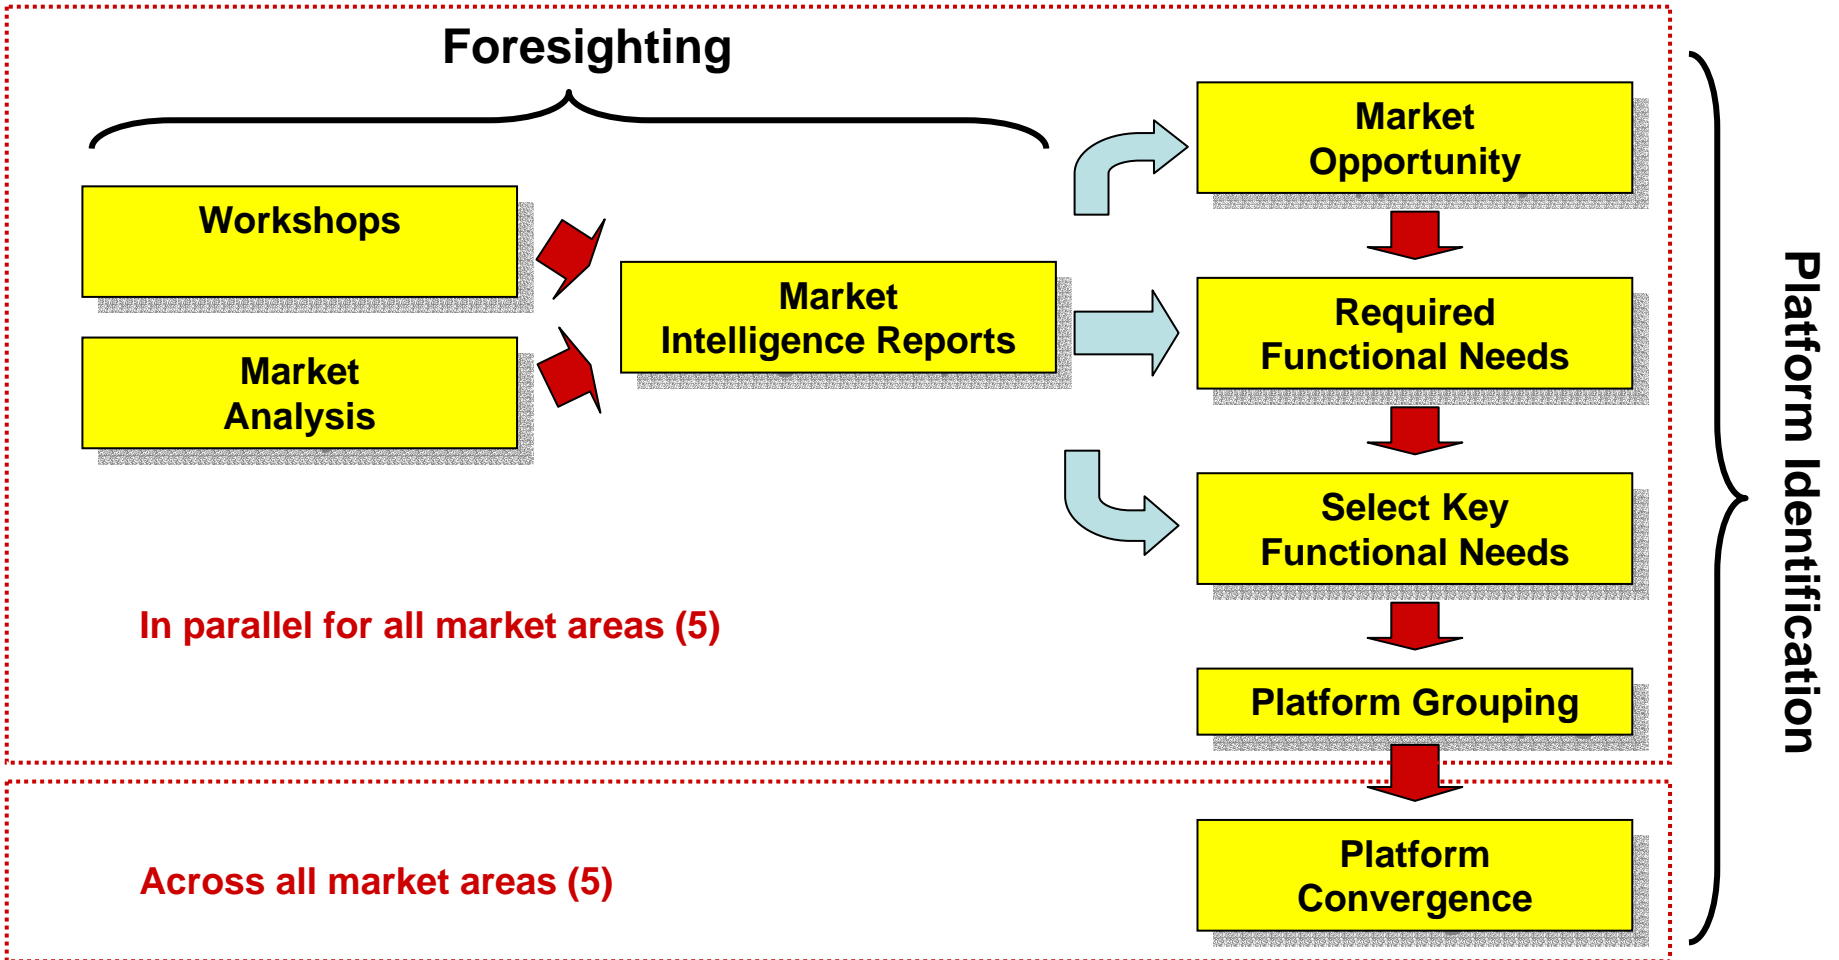 Foresighting
Workshops
Market
Analysis
Market
Intelligence Reports
Market
Opportunity
Required
Functional Needs
Select Key
Functional Needs
Platform Grouping
In parallel for all market areas (5)
Across all market areas (5)
Platform
Convergence
Platform Identification